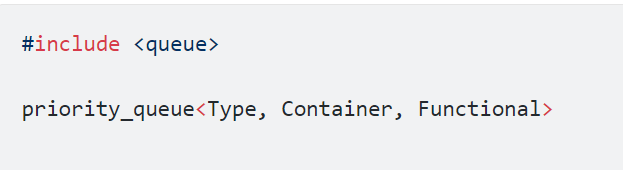 #include <queue>
priority_queue<Type, Container, Functional>